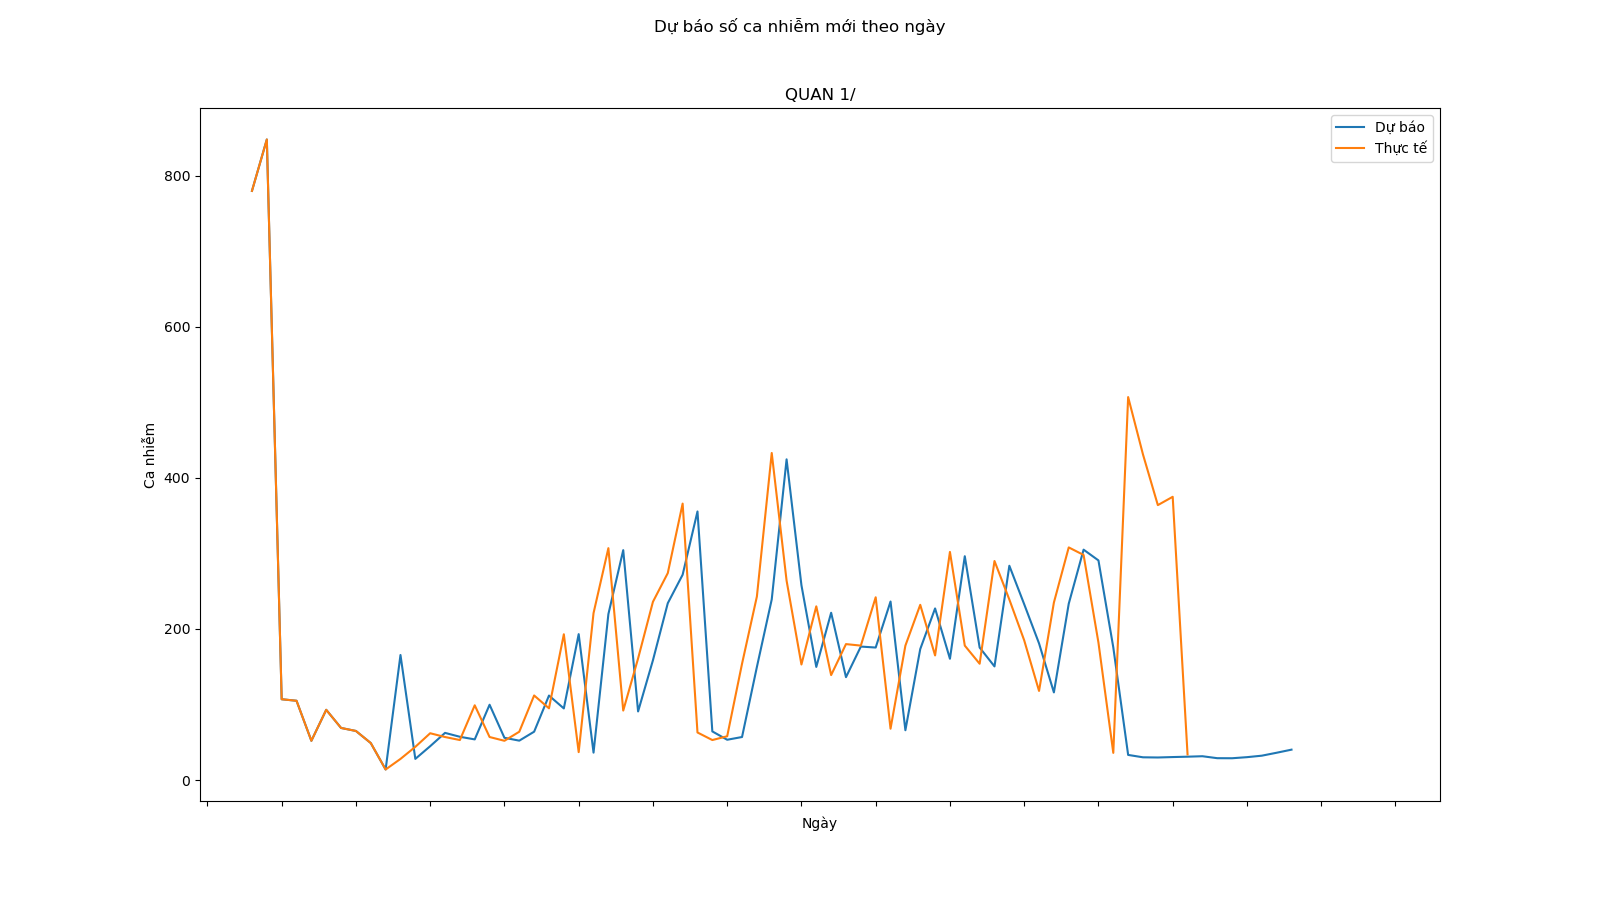 Dự báo số ca nhiễm mới theo ngày
QUAN 1/
Dự báo
Thực tế
800
600
400
200
0
Ca nhiễm
Ngày